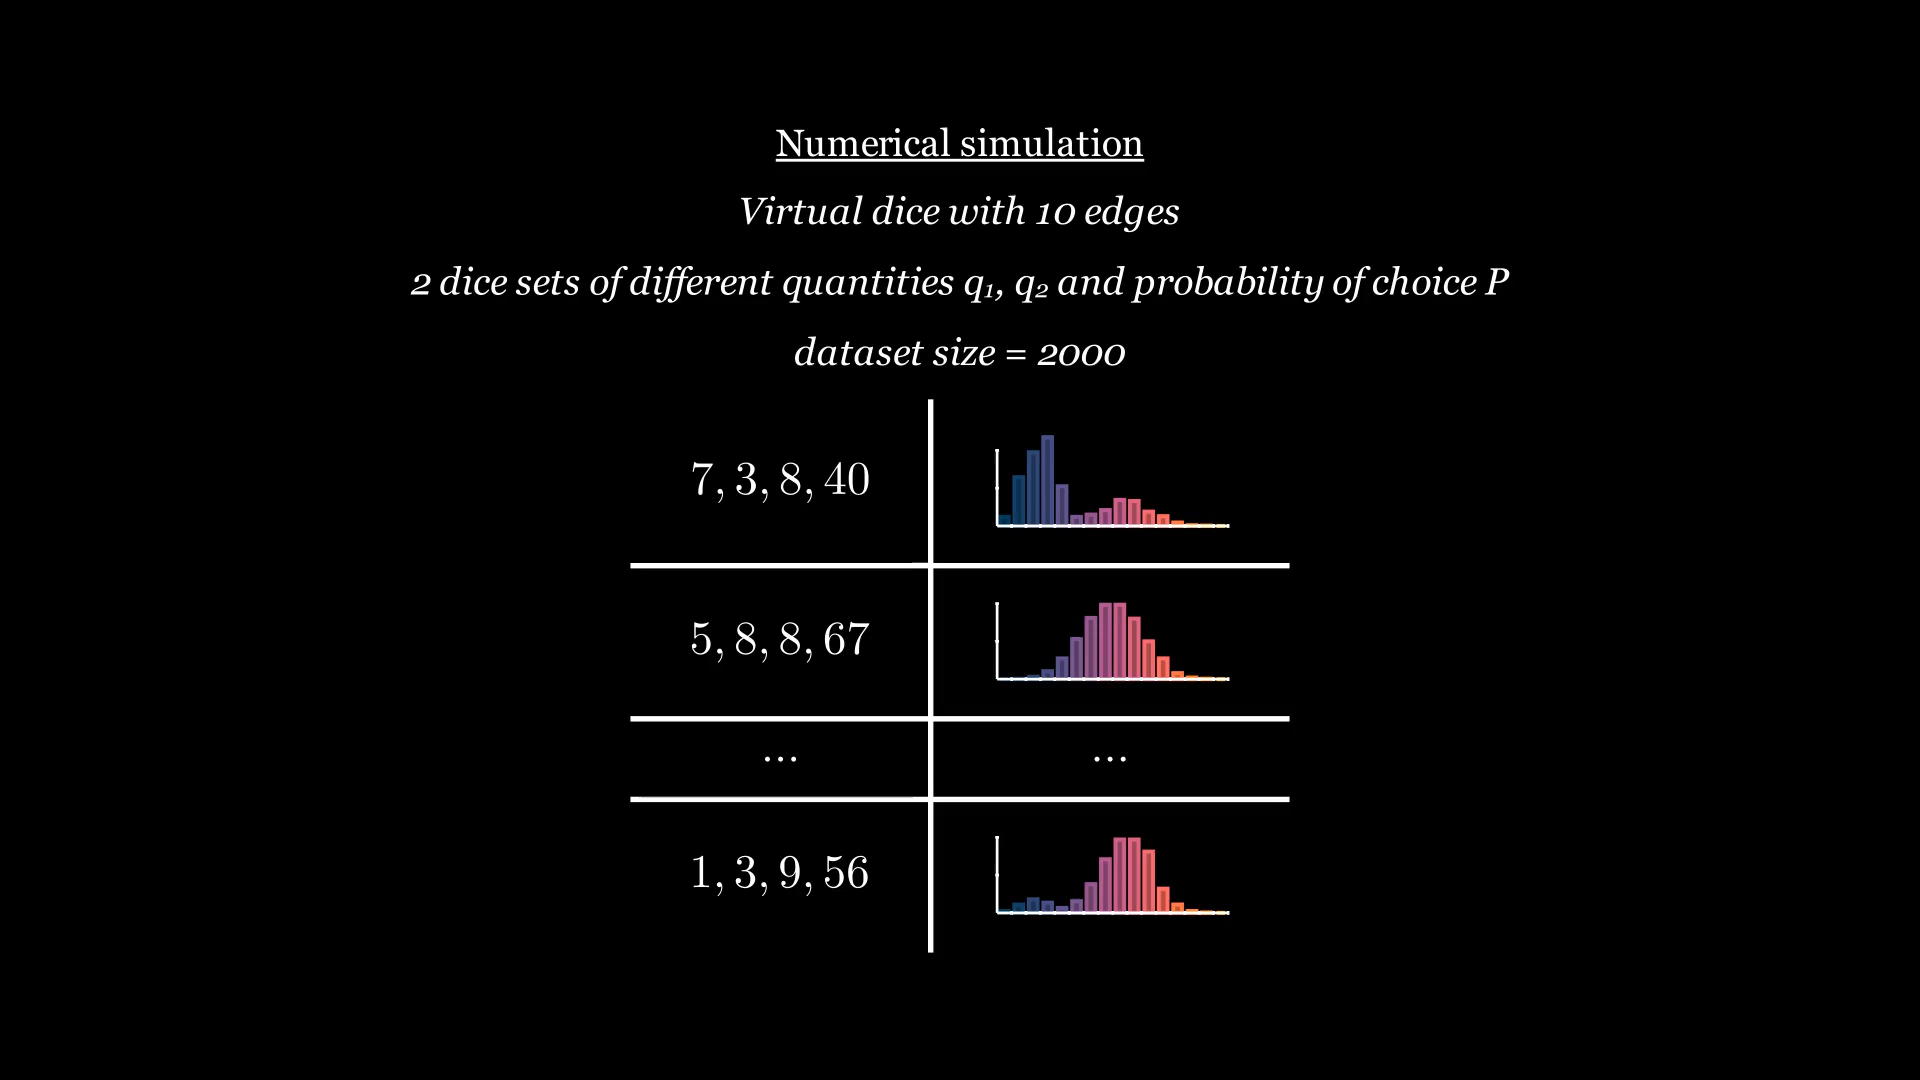 Numerical simulation
Virtual dice with 10 edges
2 dice sets of different quantities q₁, q₂ and probability of choice P
dataset size = 2000
7, 3, 8, 40
5, 8, 8, 67
... ...
1, 3, 9, 56